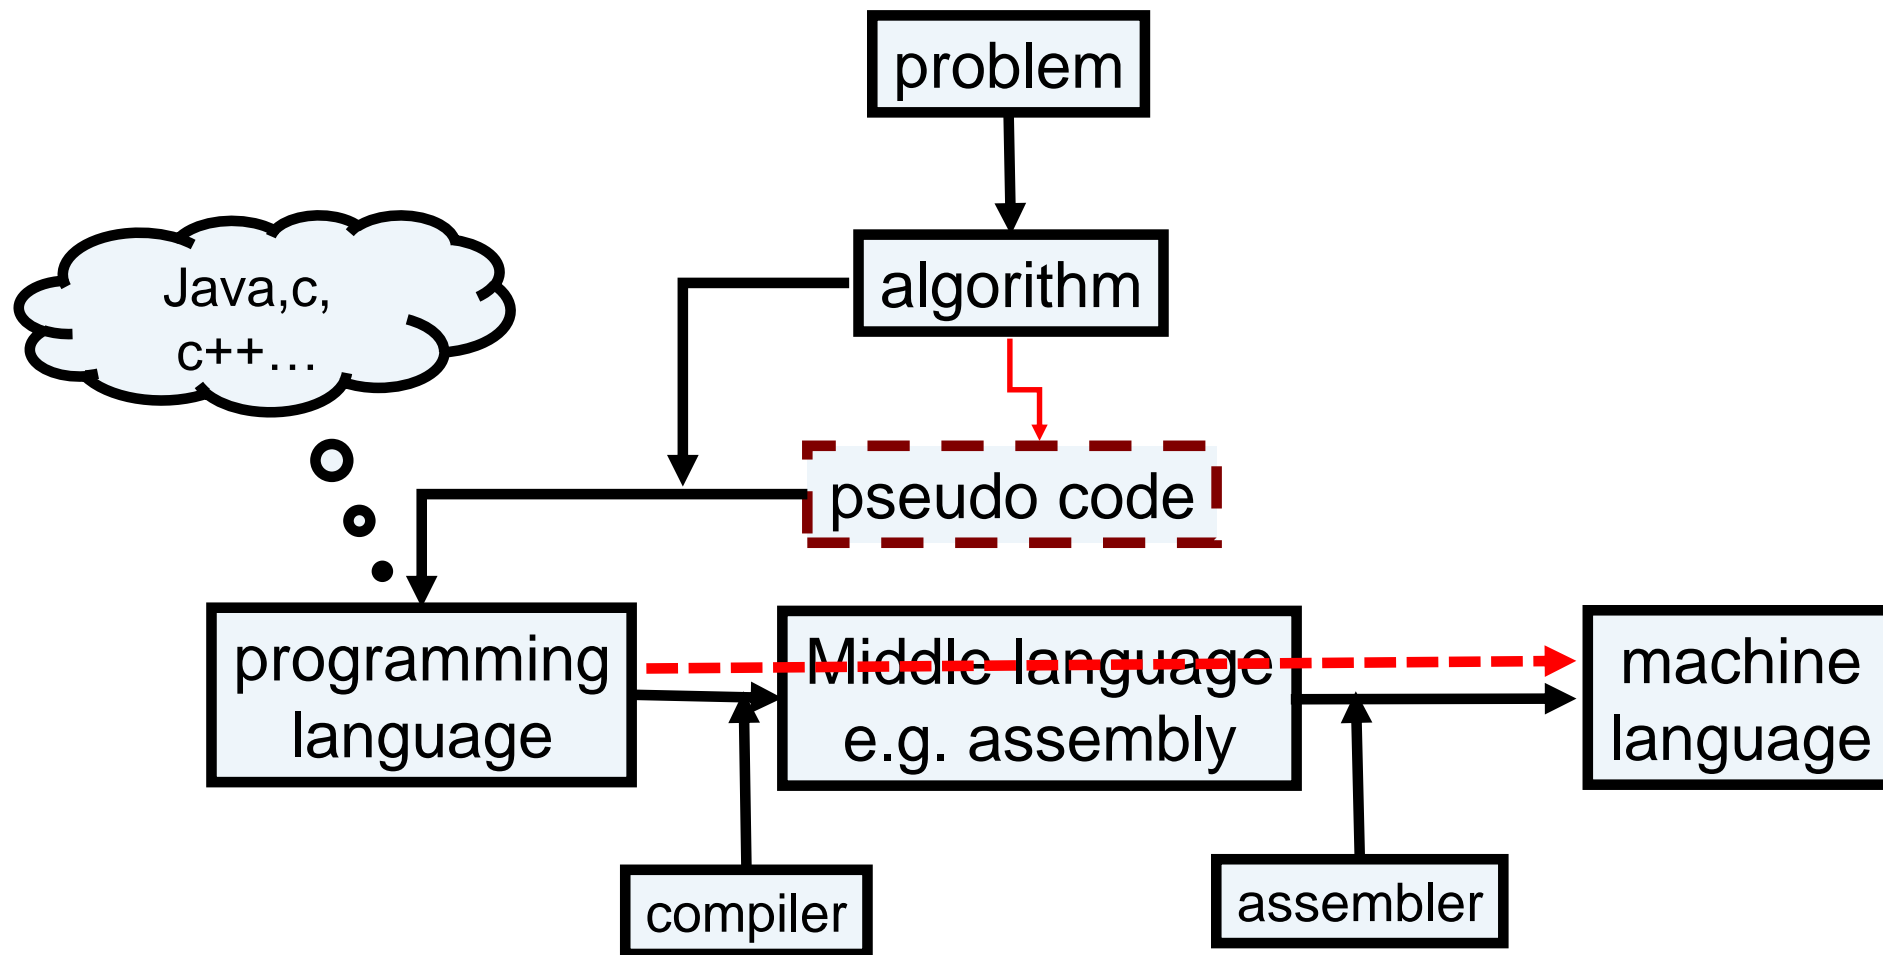 problem
algorithm
Java,c,
c++…
pseudo code
programming
language
Middle language
e.g. assembly
machine
language
compiler
assembler